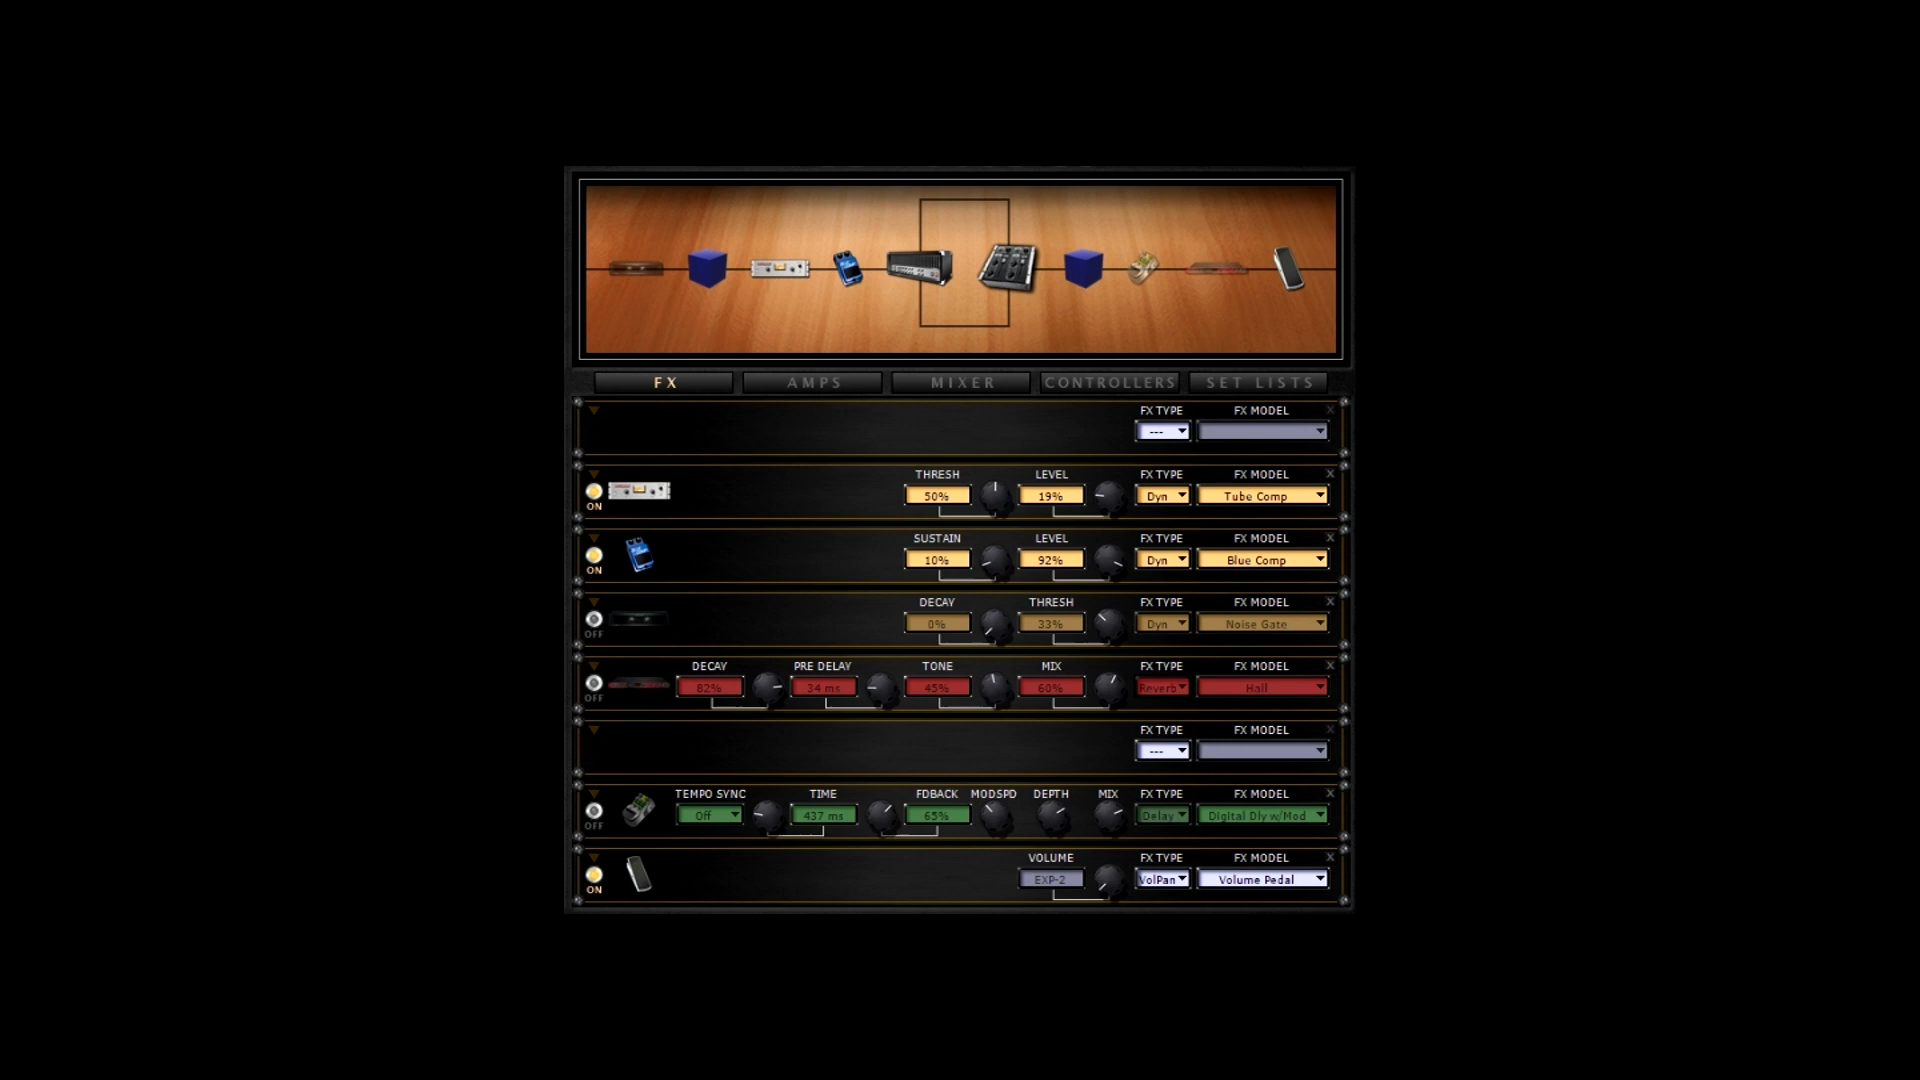 FX AMPS MIXER CONTROLLERS SET LISTS
FX TYPE FX MODEL X
---
THRESH LEVEL FX TYPE FX MODEL X
50% 19% Dyn Tube Comp
ON
SUSTAIN LEVEL FX TYPE FX MODEL X
10% 92% Dyn Blue Comp
ON
DECAY THRESH FX TYPE FX MODEL X
0% 33% Dyn Noise Gate
OFF
DECAY PRE DELAY TONE MIX FX TYPE FX MODEL X
82% 34 ms 45% 60% Reverb Hall
OFF
FX TYPE FX MODEL X
---
TEMPO SYNC TIME FDBACK MODSPD DEPTH MIX FX TYPE FX MODEL X
Off 437 ms 65% Delay Digital Dly w/Mod
OFF
VOLUME FX TYPE FX MODEL X
EXP-2 VolPan Volume Pedal
ON